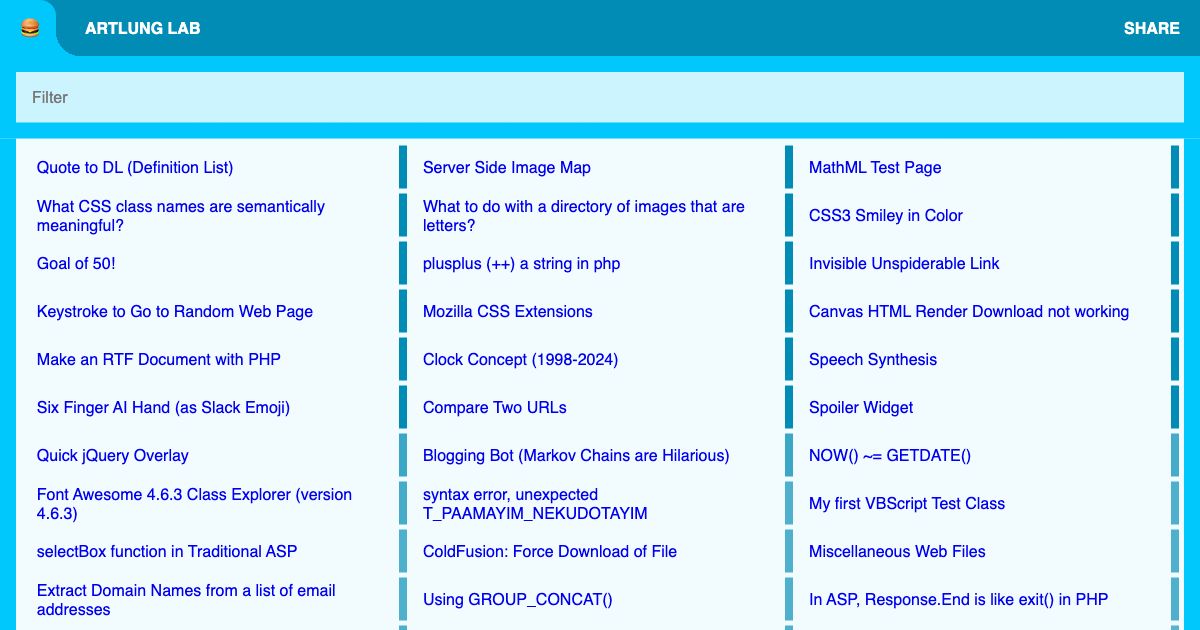 ARTLUNG LAB
SHARE
Filter
Quote to DL (Definition List)
Server Side Image Map
MathML Test Page
What CSS class names are semantically
meaningful?
What to do with a directory of images that are
letters?
CSS3 Smiley in Color
Goal of 50!
plusplus (++) a string in php
Invisible Unspiderable Link
Keystroke to Go to Random Web Page
Mozilla CSS Extensions
Canvas HTML Render Download not working
Make an RTF Document with PHP
Clock Concept (1998-2024)
Speech Synthesis
Six Finger AI Hand (as Slack Emoji)
Compare Two URLs
Spoiler Widget
Quick jQuery Overlay
Blogging Bot (Markov Chains are Hilarious)
NOW() ~= GETDATE()
Font Awesome 4.6.3 Class Explorer (version
4.6.3)
syntax error, unexpected
T_PAAMAYIM_NEKUDOTAYIM
My first VBScript Test Class
selectBox function in Traditional ASP
ColdFusion: Force Download of File
Miscellaneous Web Files
Extract Domain Names from a list of email
addresses
Using GROUP_CONCAT()
In ASP, Response.End is like exit() in PHP